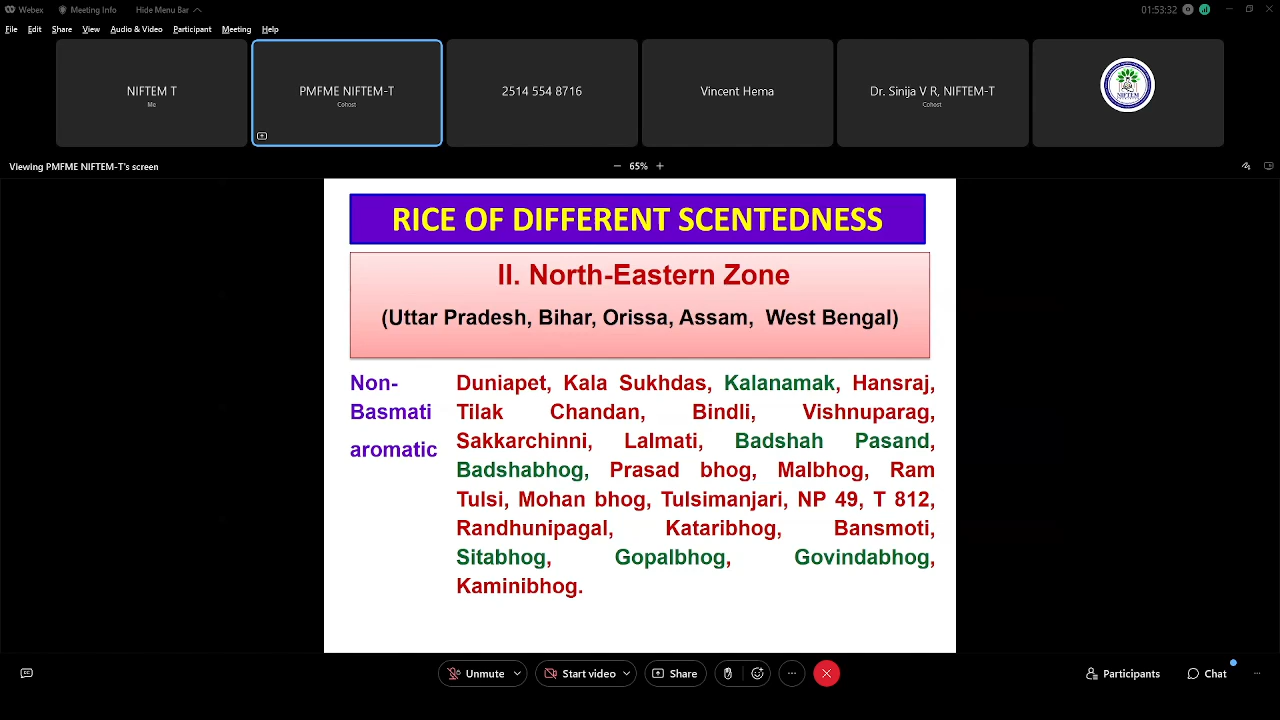 Webex Meeting Info Hide Menu Bar 01:53:32
File Edit Share View Audio & Video Participant Meeting Help
NIFTEM T
Me
PMFME NIFTEM-T
Cohost
2514 554 8716
Vincent Hema
Dr. Sinija V R, NIFTEM-T
Cohost
NIFTEM
Viewing PMFME NIFTEM-T's screen
65%
RICE OF DIFFERENT SCENTEDNESS
II. North-Eastern Zone
(Uttar Pradesh, Bihar, Orissa, Assam, West Bengal)
Non-
Basmati
aromatic
Duniapet, Kala Sukhdas, Kalanamak, Hansraj,
Tilak Chandan, Bindli, Vishnuparag,
Sakkarchinni, Lalmati, Badshah Pasand,
Badshabhog, Prasad bhog, Malbhog, Ram
Tulsi, Mohan bhog, Tulsimanjari, NP 49, T 812,
Randhunipagal, Kataribhog, Bansmoti,
Sitabhog, Gopalbhog, Govindabhog,
Kaminibhog.
Unmute Start video Share Participants Chat